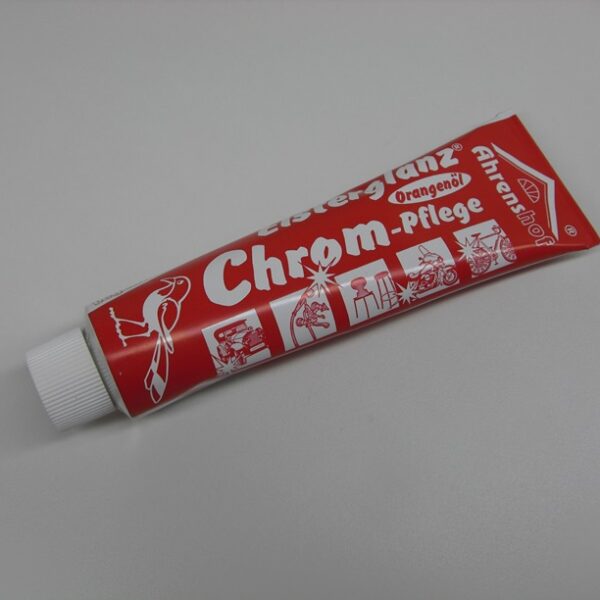 Elsterglanz®
Orangenöl
Chrom-Pflege
Ahrenshof
®